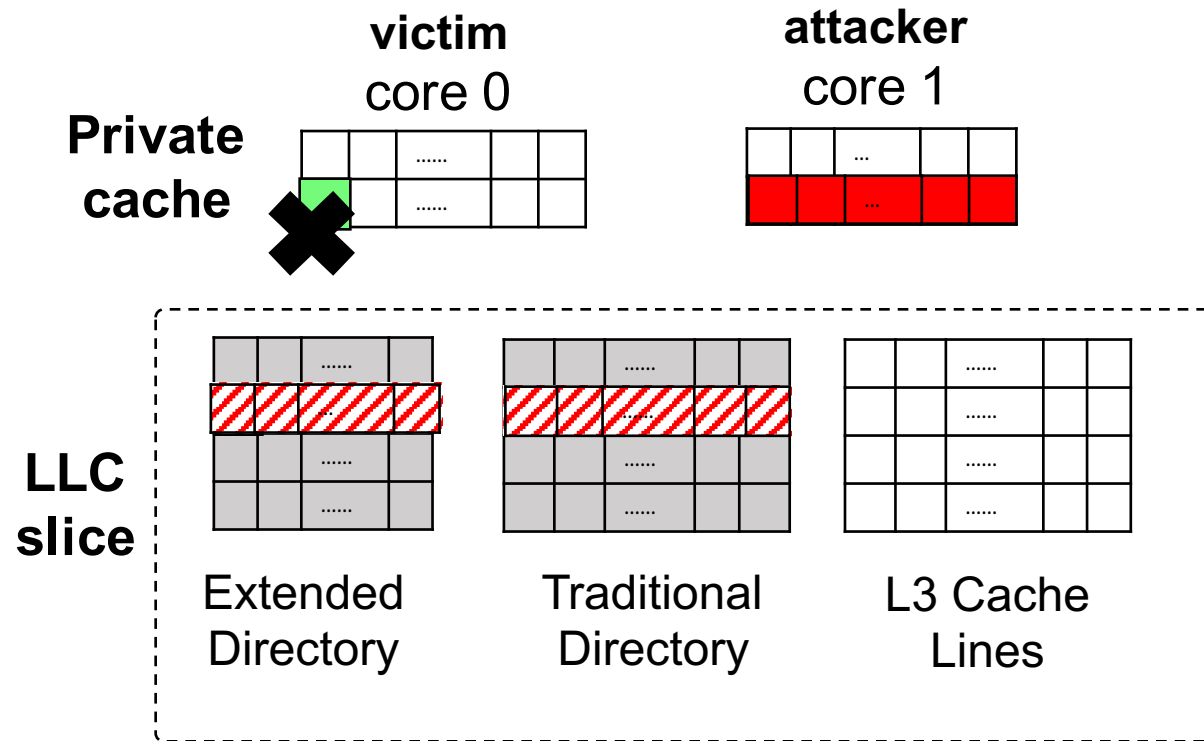 victim
core 0
attacker
core 1
Private
cache
......
......
...
...
LLC
slice
......
...
......
......
......
......
......
......
......
......
......
......
Extended
Directory
Traditional
Directory
L3 Cache
Lines